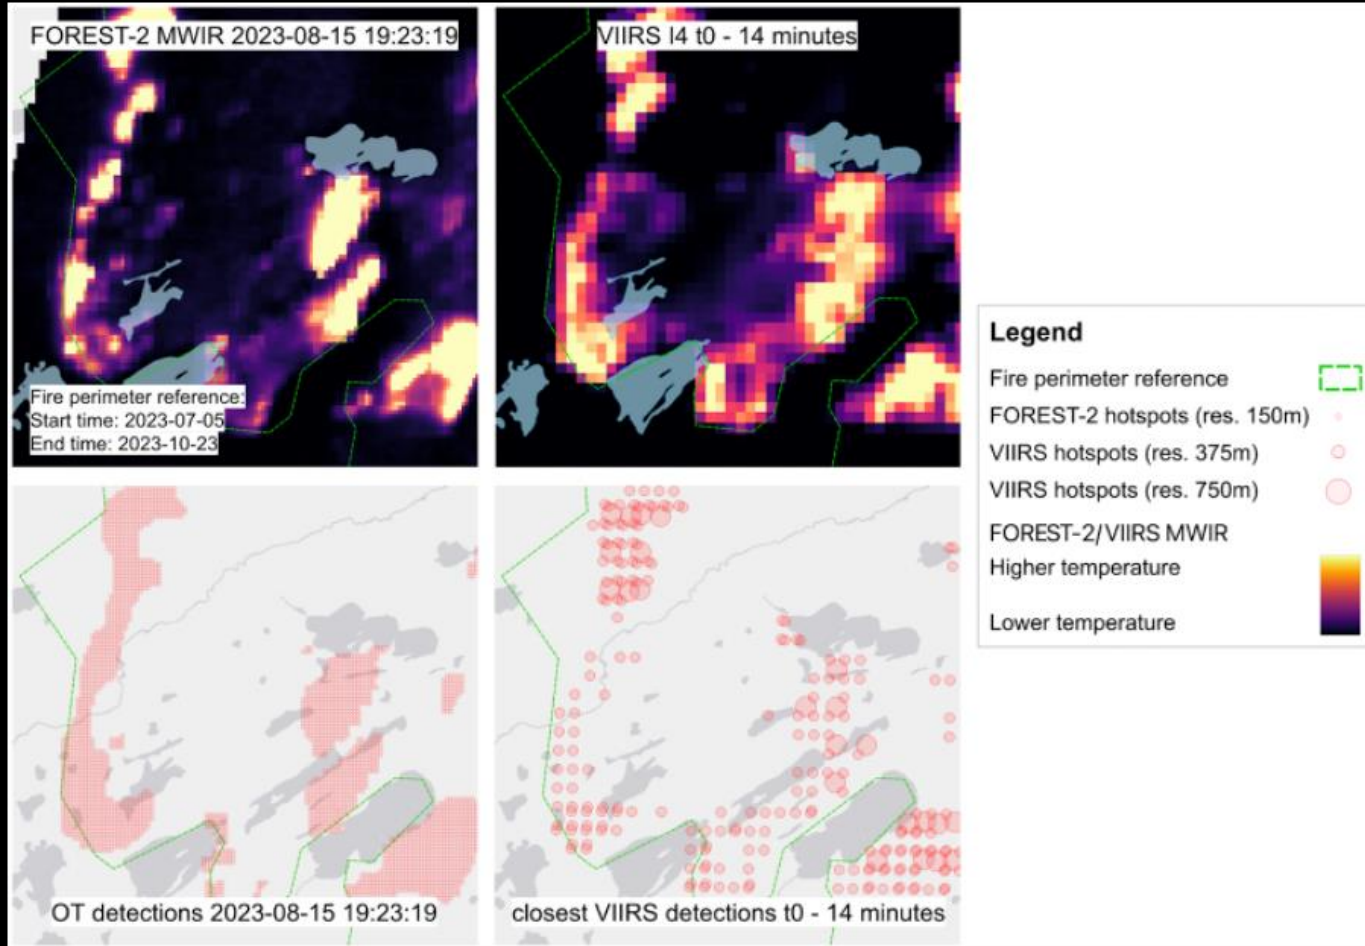 FOREST-2 MWIR 2023-08-15 19:23:19
VIIRS I4 t0 - 14 minutes
Fire perimeter reference:
Start time: 2023-07-05
End time: 2023-10-23
OT detections 2023-08-15 19:23:19
closest VIIRS detections t0 - 14 minutes
Legend
Fire perimeter reference
FOREST-2 hotspots (res. 150m)
VIIRS hotspots (res. 375m)
VIIRS hotspots (res. 750m)
FOREST-2/VIIRS MWIR
Higher temperature
Lower temperature